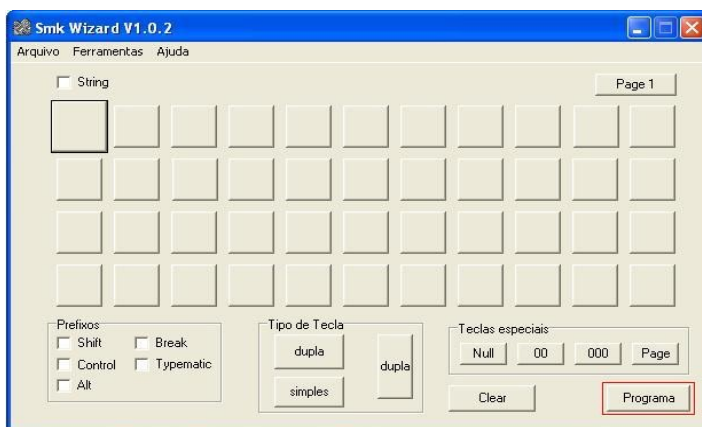 Smk Wizard V1.0.2
Arquivo Ferramentas Ajuda
String
Page 1
Prefixos
Shift Break
Control Typematic
Alt
Tipo de Tecla
dupla
dupla
simples
Teclas especiais
Null 00 000 Page
Clear Programa